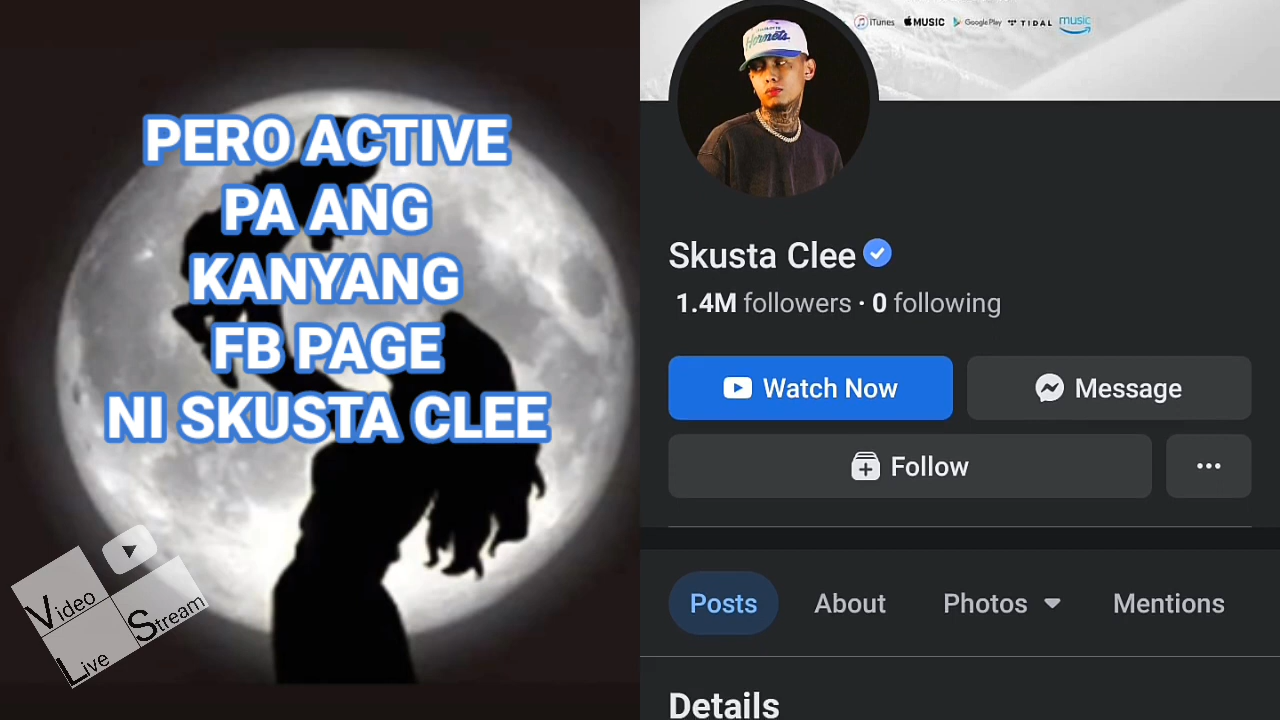 PERO ACTIVE
PA ANG
KANYANG
FB PAGE
NI SKUSTA CLEE
Video
Live
Stream
iTunes MUSIC Google Play TIDAL music
Hornets
Skusta Clee
1.4M followers · 0 following
Watch Now
Message
Follow
Posts
About
Photos
Mentions
Details